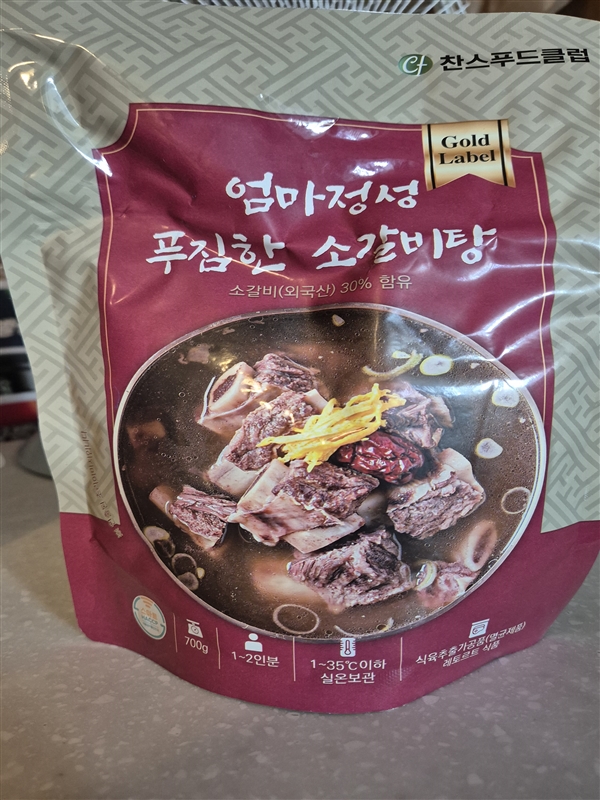 cf 찬스푸드클럽
Gold
Label
엄마정성
푸짐한 소갈비탕
소갈비(외국산) 30% 함유
700g
1~2인분
1~35℃이하
실온보관
식육추출가공품(멸균제품)
레토르트 식품